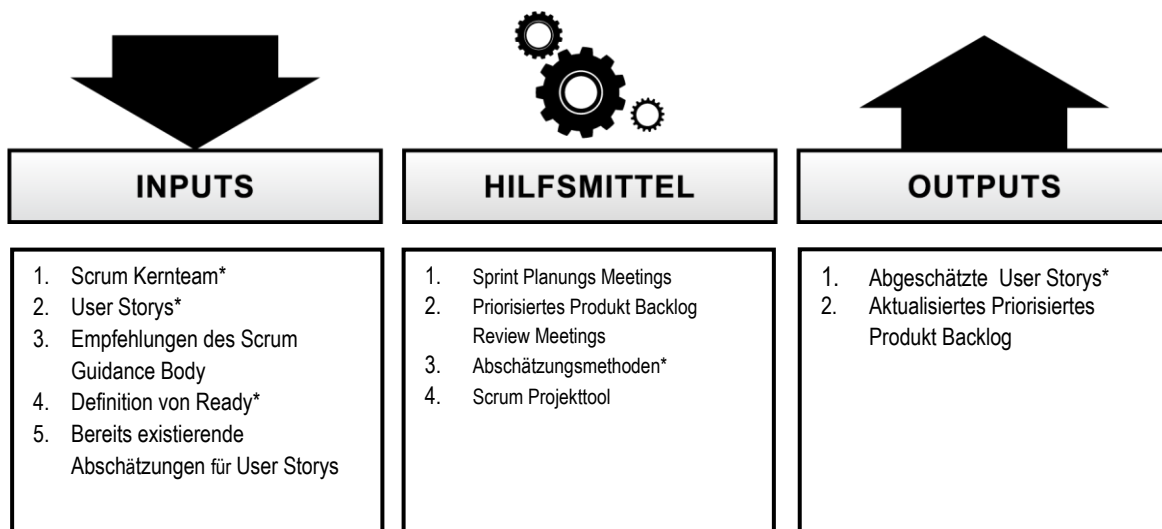 INPUTS
1. Scrum Kernteam*
2. User Storys*
3. Empfehlungen des Scrum
Guidance Body
4. Definition von Ready*
5. Bereits existierende
Abschätzungen für User Storys
HILFSMITTEL
1. Sprint Planungs Meetings
2. Priorisiertes Produkt Backlog
Review Meetings
3. Abschätzungsmethoden*
4. Scrum Projekttool
OUTPUTS
1. Abgeschätzte User Storys*
2. Aktualisiertes Priorisiertes
Produkt Backlog